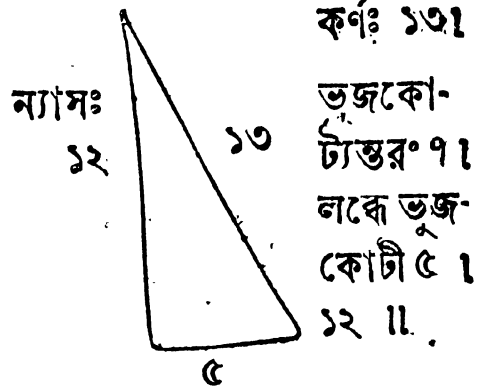 ন্যাসঃ
১২
১৩
৫
কর্ণঃ ১৩।
ভুজকো-
ট্যন্তরং ৭।
লব্ধে ভুজ-
কোটী ৫ ।
১২ ॥